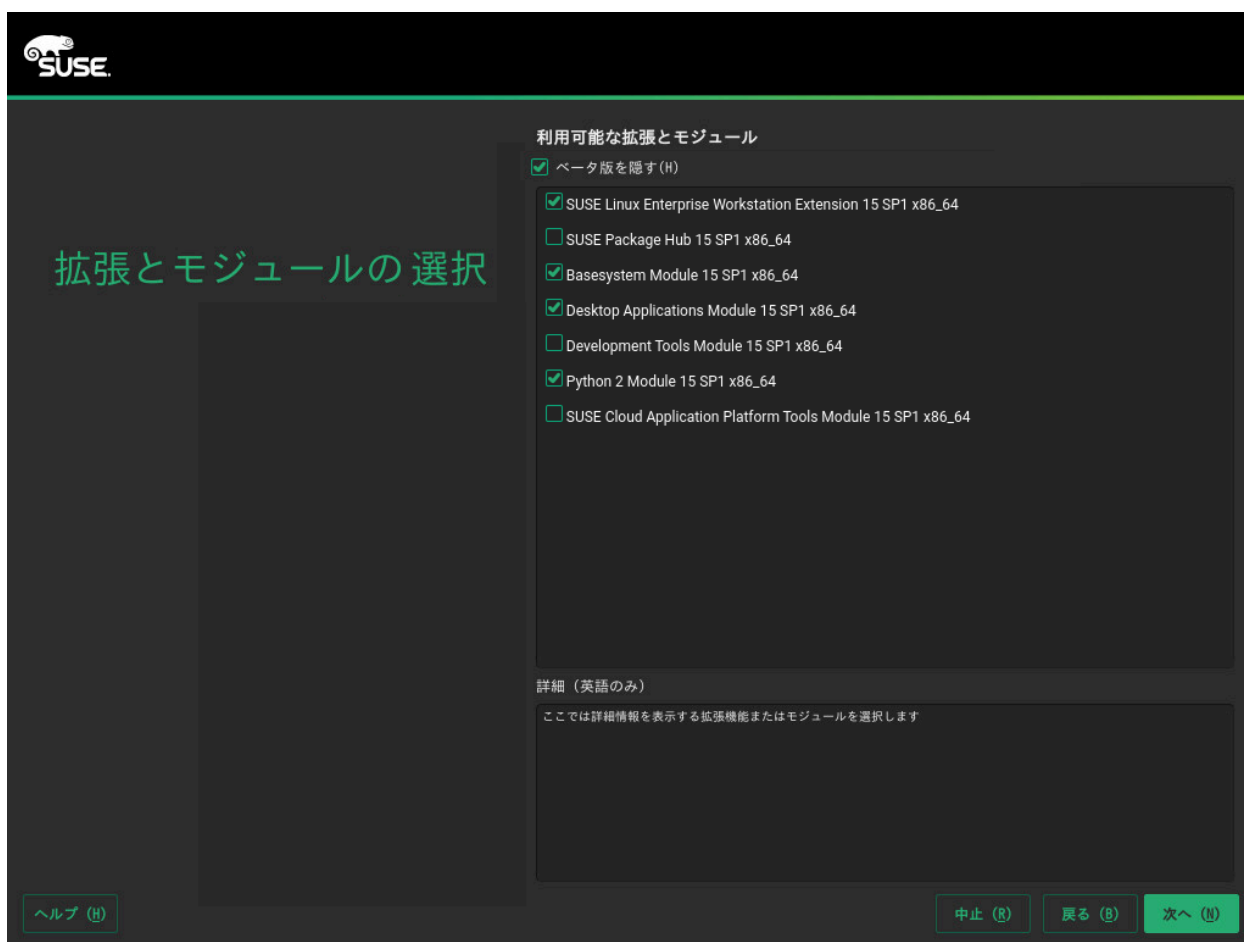 SUSE.
利用可能な拡張とモジュール
ベータ版を隠す(H)
SUSE Linux Enterprise Workstation Extension 15 SP1 x86_64
SUSE Package Hub 15 SP1 x86_64
拡張とモジュールの選択
Basesystem Module 15 SP1 x86_64
Desktop Applications Module 15 SP1 x86_64
Development Tools Module 15 SP1 x86_64
Python 2 Module 15 SP1 x86_64
SUSE Cloud Application Platform Tools Module 15 SP1 x86_64
詳細（英語のみ）
ここでは詳細情報を表示する拡張機能またはモジュールを選択します
ヘルプ (H)
中止 (R)
戻る (B)
次へ (N)